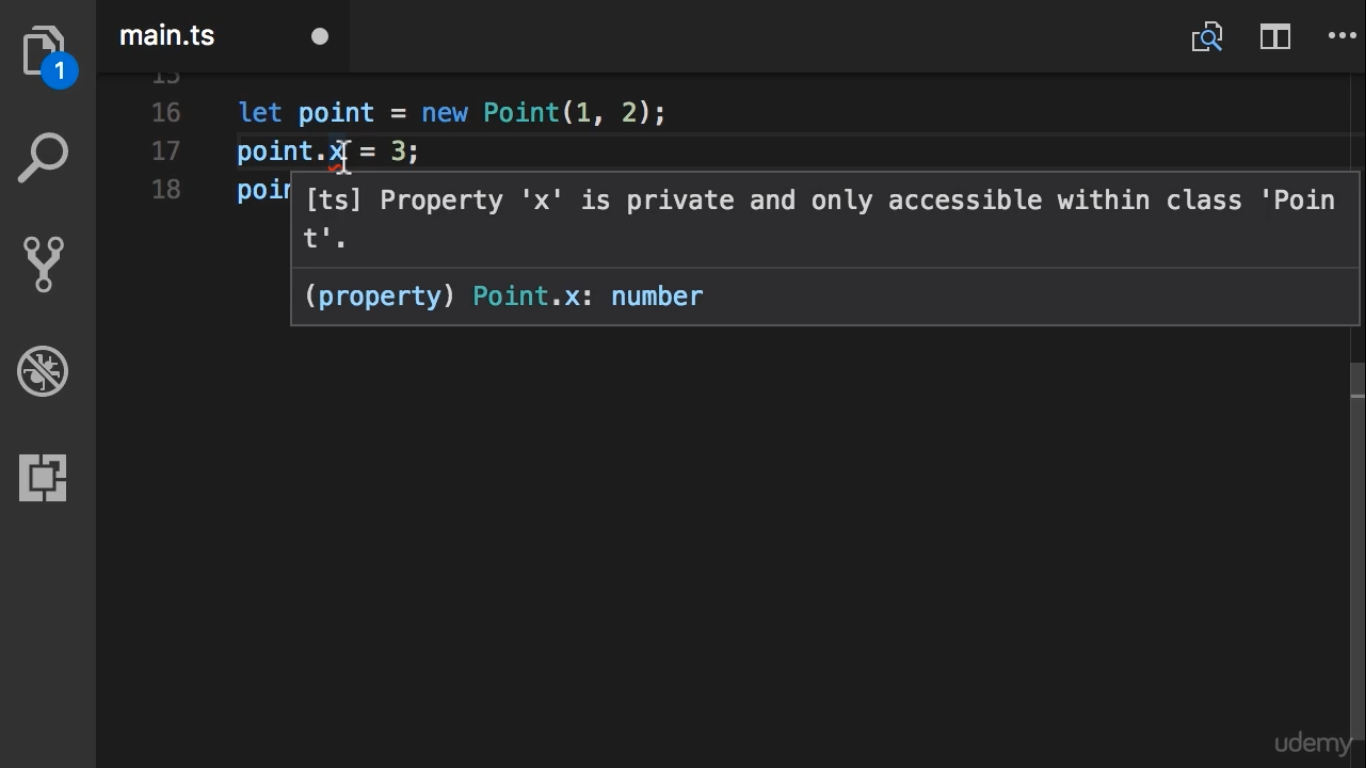 main.ts
1
15
16 let point = new Point(1, 2);
17 point.x = 3;
18 poin
[ts] Property 'x' is private and only accessible within class 'Poin
t'.
(property) Point.x: number
udemy